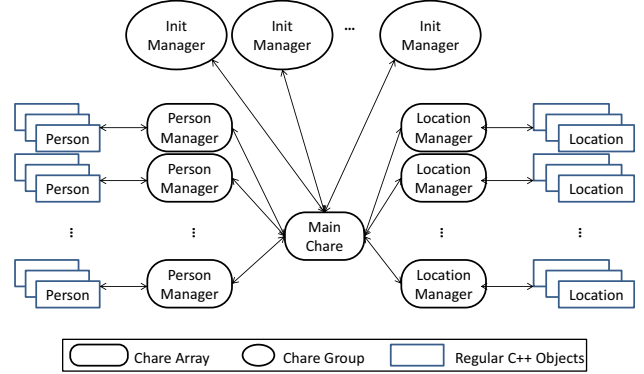 Init
Manager
Init
Manager
...
Init
Manager
Person
Person
Manager
Location
Manager
Location
Person
Person
Manager
Location
Manager
Location
Main
Chare
...
...
...
...
Person
Person
Manager
Location
Manager
Location
Chare Array
Chare Group
Regular C++ Objects